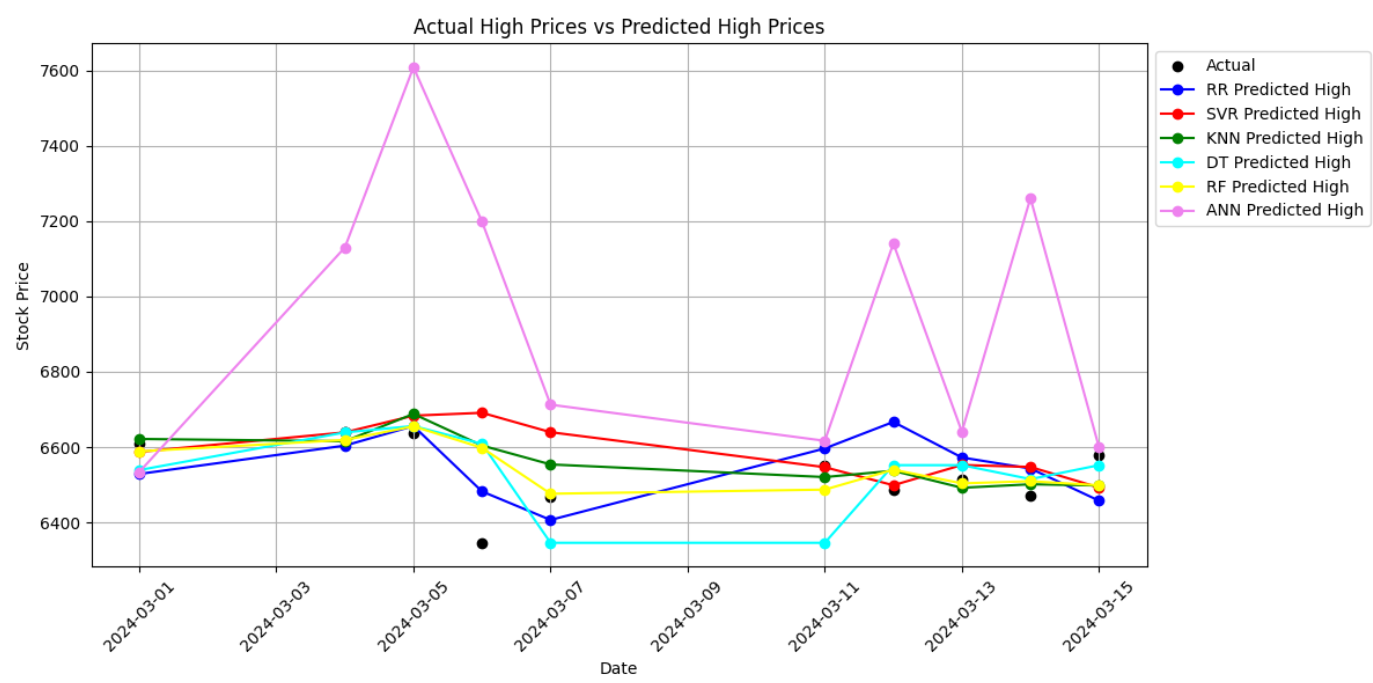 Actual High Prices vs Predicted High Prices
7600
7400
7200
7000
6800
6600
6400
Stock Price
2024-03-01
2024-03-03
2024-03-05
2024-03-07
2024-03-09
2024-03-11
2024-03-13
2024-03-15
Date
Actual
RR Predicted High
SVR Predicted High
KNN Predicted High
DT Predicted High
RF Predicted High
ANN Predicted High